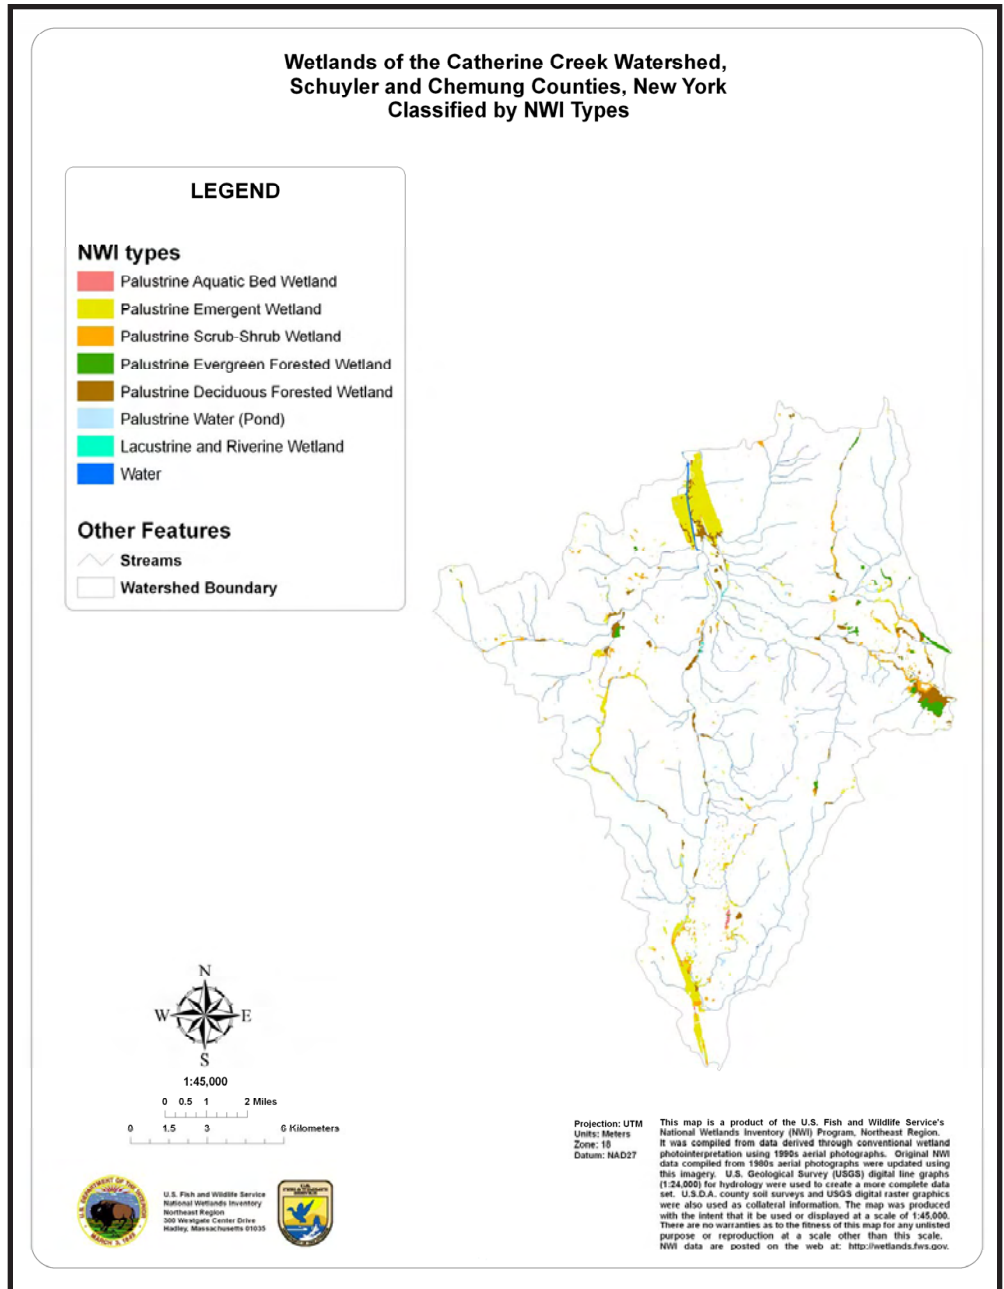 Wetlands of the Catherine Creek Watershed,
Schuyler and Chemung Counties, New York
Classified by NWI Types
LEGEND
NWI types
Palustrine Aquatic Bed Wetland
Palustrine Emergent Wetland
Palustrine Scrub-Shrub Wetland
Palustrine Evergreen Forested Wetland
Palustrine Deciduous Forested Wetland
Palustrine Water (Pond)
Lacustrine and Riverine Wetland
Water
Other Features
Streams
Watershed Boundary
N
W E
S
1:45,000
0 0.5 1 2 Miles
0 1.5 3 6 Kilometers
Projection: UTM
Units: Meters
Zone: 18
Datum: NAD27
This map is a product of the U.S. Fish and Wildlife Service's
National Wetlands Inventory (NWI) Program, Northeast Region.
It was compiled from data derived through conventional wetland
photointerpretation using 1990s aerial photographs. Original NWI
data compiled from 1980s aerial photographs were updated using
this imagery. U.S. Geological Survey (USGS) digital line graphs
(1:24,000) for hydrology were used to create a more complete data
set. U.S.D.A. county soil surveys and USGS digital raster graphics
were also used as collateral information. The map was produced
with the intent that it be used or displayed at a scale of 1:45,000.
There are no warranties as to the fitness of this map for any unlisted
purpose or reproduction at a scale other than this scale.
NWI data are posted on the web at: http://wetlands.fws.gov.
U.S. DEPARTMENT OF THE INTERIOR
MARCH 3, 1849
U.S. Fish and Wildlife Service
National Wetlands Inventory
Northeast Region
300 Westgate Center Drive
Hadley, Massachusetts 01035
U.S.
FISH & WILDLIFE
SERVICE